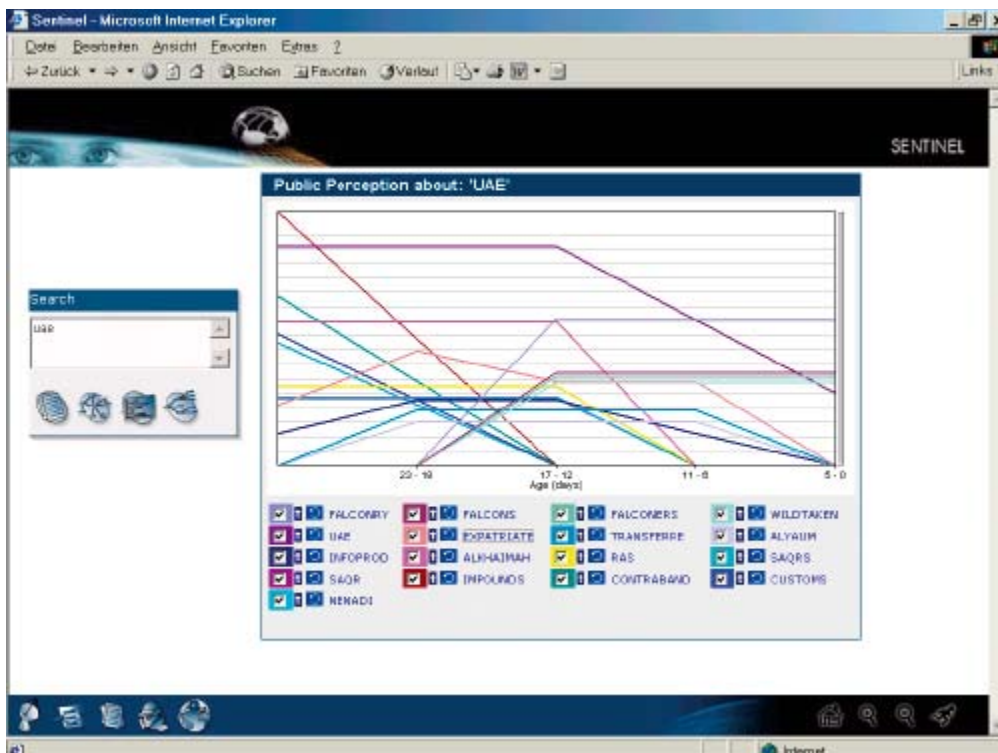 Sentinel - Microsoft Internet Explorer
Datei Bearbeiten Ansicht Favoriten Extras ?
Zurück Suchen Favoriten Verlauf Links
SENTINEL
Public Perception about: 'UAE'
Search
uae
23 - 18 17 - 12 11 - 6 5 - 0
Age (days)
FALCONRY FALCONS FALCONERS WILDTAKEN
UAE EXPATRIATE TRANSFERRE ALYAUM
INFOPROD ALKHAIMAH RAS SAQRS
SAQR IMPOUNDS CONTRABAND CUSTOMS
NENADI
Internet